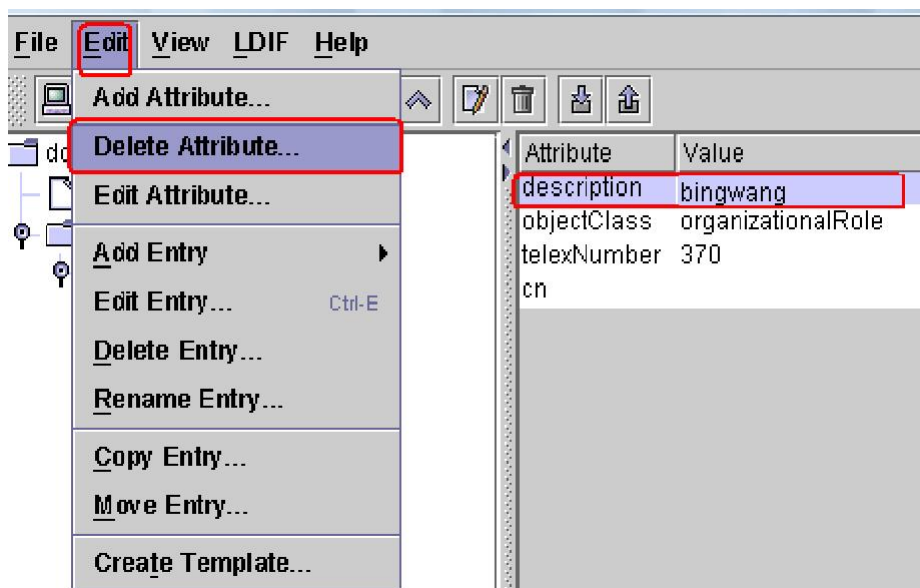 File Edit View LDIF Help
Add Attribute...
Delete Attribute...
Edit Attribute...
Add Entry
Edit Entry... Ctrl-E
Delete Entry...
Rename Entry...
Copy Entry...
Move Entry...
Create Template...
Attribute Value
description bingwang
objectClass organizationalRole
telexNumber 370
cn